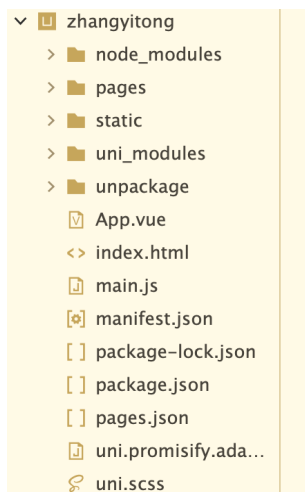 zhangyitong
node_modules
pages
static
uni_modules
unpackage
App.vue
index.html
main.js
manifest.json
package-lock.json
package.json
pages.json
uni.promisify.ada...
uni.scss